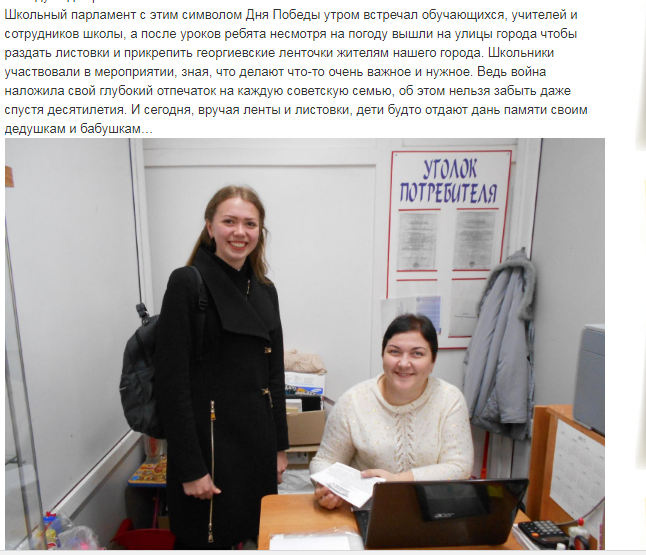 Школьный парламент с этим символом Дня Победы утром встречал обучающихся, учителей и
сотрудников школы, а после уроков ребята несмотря на погоду вышли на улицы города чтобы
раздать листовки и прикрепить георгиевские ленточки жителям нашего города. Школьники
участвовали в мероприятии, зная, что делают что-то очень важное и нужное. Ведь война
наложила свой глубокий отпечаток на каждую советскую семью, об этом нельзя забыть даже
спустя десятилетия. И сегодня, вручая ленты и листовки, дети будто отдают дань памяти своим
дедушкам и бабушкам…
УГОЛОК
ПОТРЕБИТЕЛЯ
acer